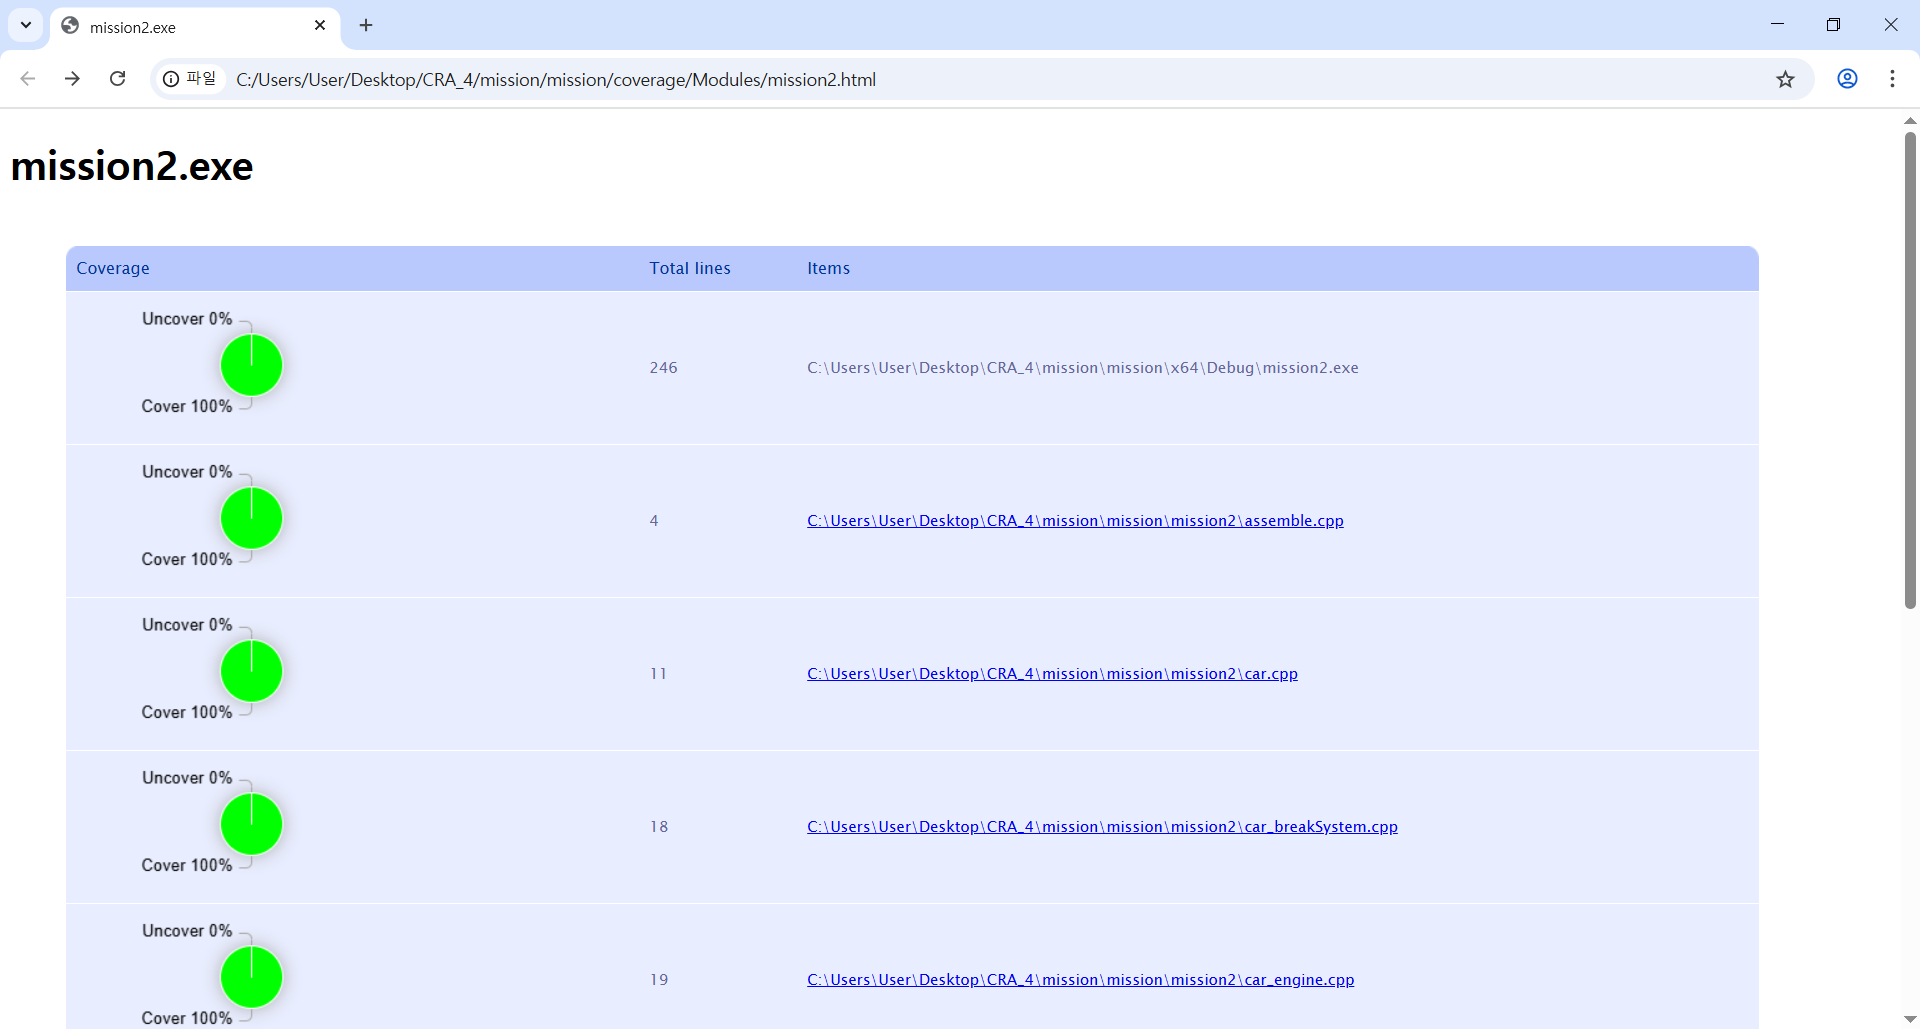 mission2.exe
파일 C:/Users/User/Desktop/CRA_4/mission/mission/coverage/Modules/mission2.html
mission2.exe
Coverage Total lines Items
Uncover 0%
246 C:\Users\User\Desktop\CRA_4\mission\mission\x64\Debug\mission2.exe
Cover 100%
Uncover 0%
4 C:\Users\User\Desktop\CRA_4\mission\mission\mission2\assemble.cpp
Cover 100%
Uncover 0%
11 C:\Users\User\Desktop\CRA_4\mission\mission\mission2\car.cpp
Cover 100%
Uncover 0%
18 C:\Users\User\Desktop\CRA_4\mission\mission\mission2\car_breakSystem.cpp
Cover 100%
Uncover 0%
19 C:\Users\User\Desktop\CRA_4\mission\mission\mission2\car_engine.cpp
Cover 100%